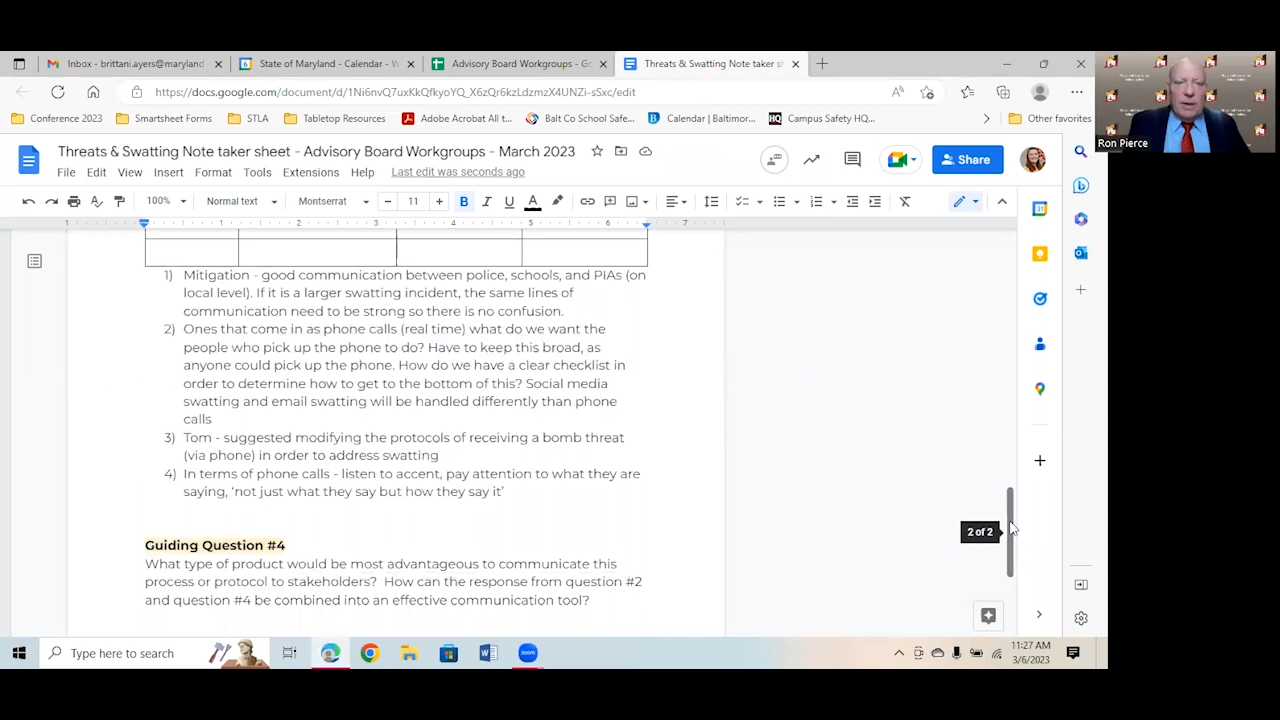 Inbox - brittani.ayers@maryland
State of Maryland - Calendar - W
Advisory Board Workgroups - Go
Threats & Swatting Note taker sh
Conference 2023
Smartsheet Forms
STLA
Tabletop Resources
Adobe Acrobat All t...
Balt Co School Safe...
Calendar | Baltimor...
HQ
Campus Safety HQ...
Other favorites
Ron Pierce
Threats & Swatting Note taker sheet - Advisory Board Workgroups - March 2023
File Edit View Insert Format Tools Extensions Help Last edit was seconds ago
Share
100% Normal text Montserrat 11
1 1 2 3 4 5 6 7
1) Mitigation - good communication between police, schools, and PIAs (on
local level). If it is a larger swatting incident, the same lines of
communication need to be strong so there is no confusion.
2) Ones that come in as phone calls (real time) what do we want the
people who pick up the phone to do? Have to keep this broad, as
anyone could pick up the phone. How do we have a clear checklist in
order to determine how to get to the bottom of this? Social media
swatting and email swatting will be handled differently than phone
calls
3) Tom - suggested modifying the protocols of receiving a bomb threat
(via phone) in order to address swatting
4) In terms of phone calls - listen to accent, pay attention to what they are
saying, ‘not just what they say but how they say it’
2 of 2
Guiding Question #4
What type of product would be most advantageous to communicate this
process or protocol to stakeholders? How can the response from question #2
and question #4 be combined into an effective communication tool?
Type here to search
zoom
11:27 AM
3/6/2023